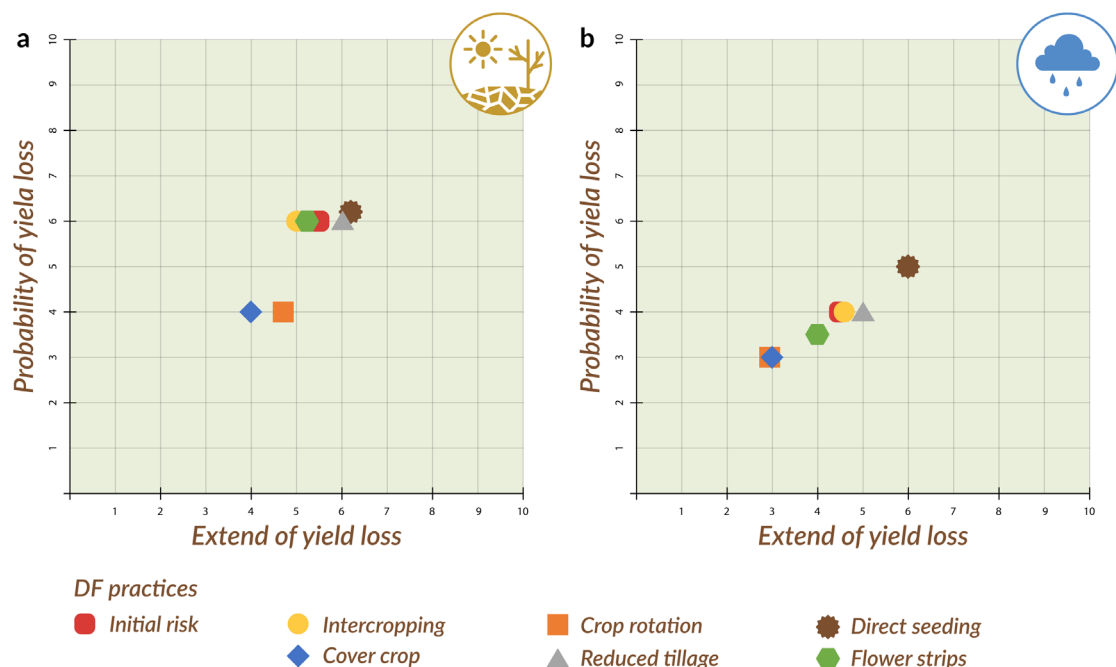 a
b
10
9
8
7
6
5
4
3
2
1
Probability of yiela loss
1 2 3 4 5 6 7 8 9 10
Extend of yield loss
10
9
8
7
6
5
4
3
2
1
Probability of yiela loss
1 2 3 4 5 6 7 8 9 10
Extend of yield loss
DF practices
Initial risk
Intercropping
Crop rotation
Direct seeding
Cover crop
Reduced tillage
Flower strips